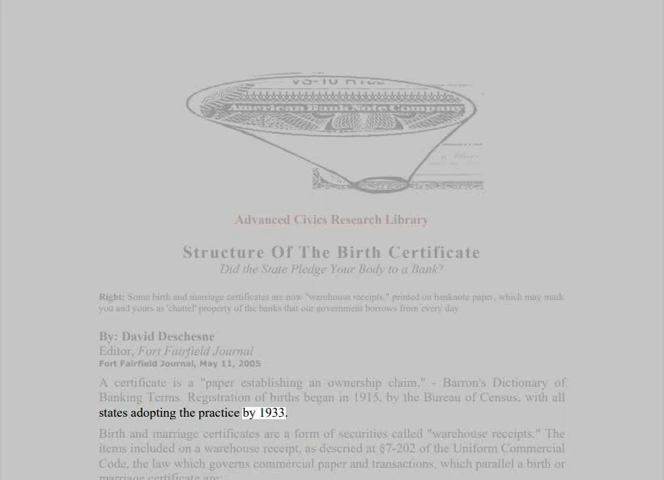 American Bank Note Company
Advanced Civics Research Library
Structure Of The Birth Certificate
Did the State Pledge Your Body to a Bank?
Right: Some birth and marriage certificates are now "warehouse receipts," printed on banknote paper, which may mark
you and yours as 'chattel' property of the banks that our government borrows from every day.
By: David Deschesne
Editor, Fort Fairfield Journal
Fort Fairfield Journal, May 11, 2005
A certificate is a "paper establishing an ownership claim." - Barron's Dictionary of
Banking Terms. Registration of births began in 1915, by the Bureau of Census, with all
states adopting the practice by 1933.
Birth and marriage certificates are a form of securities called "warehouse receipts." The
items included on a warehouse receipt, as descried at §7-202 of the Uniform Commercial
Code, the law which governs commercial paper and transactions, which parallel a birth or
marriage certificate are: